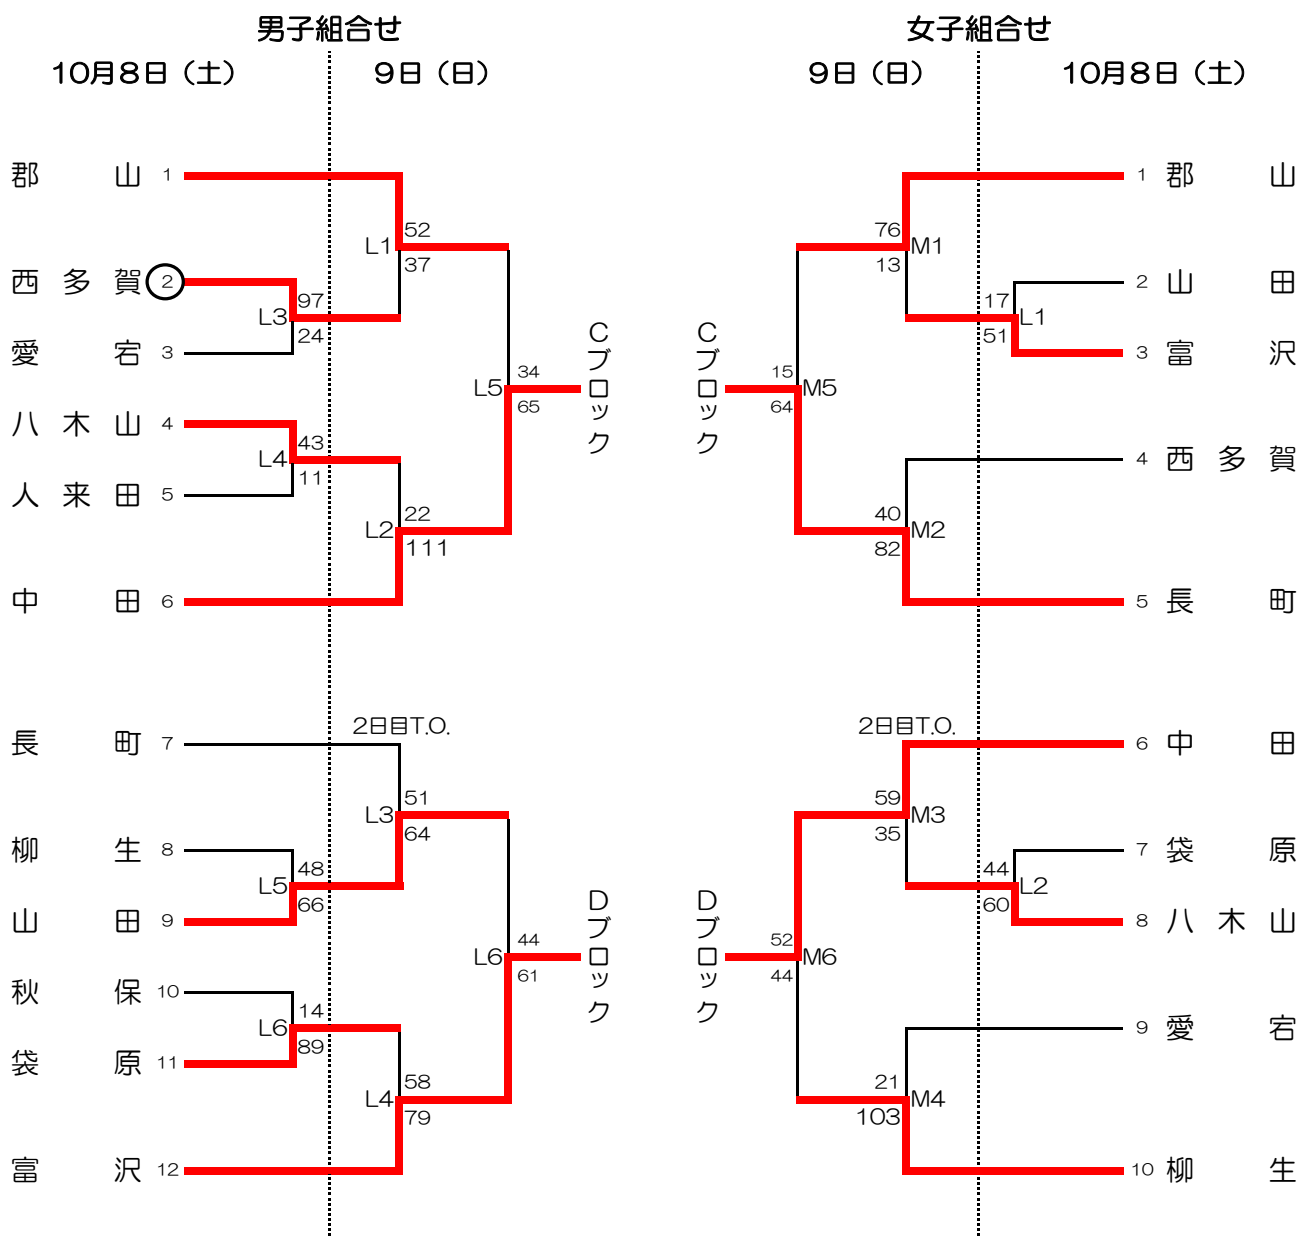 男子組合せ
10月8日（土）
9日（日）
郡山 1
52
L1
37
西多賀 2
97
L3
24
愛宕 3
Cブロック
34
L5
65
八木山 4
43
L4
11
人来田 5
22
L2
111
中田 6
2日目T.O.
長町 7
51
L3
64
柳生 8
48
L5
66
山田 9
Dブロック
44
L6
61
秋保 10
14
L6
89
袋原 11
58
L4
79
富沢 12
女子組合せ
9日（日）
10月8日（土）
1 郡山
76
M1
13
2 山田
17
L1
51
3 富沢
Cブロック
15
M5
64
4 西多賀
40
M2
82
5 長町
2日目T.O.
6 中田
59
M3
35
7 袋原
44
L2
60
8 八木山
Dブロック
52
M6
44
9 愛宕
21
M4
103
10 柳生